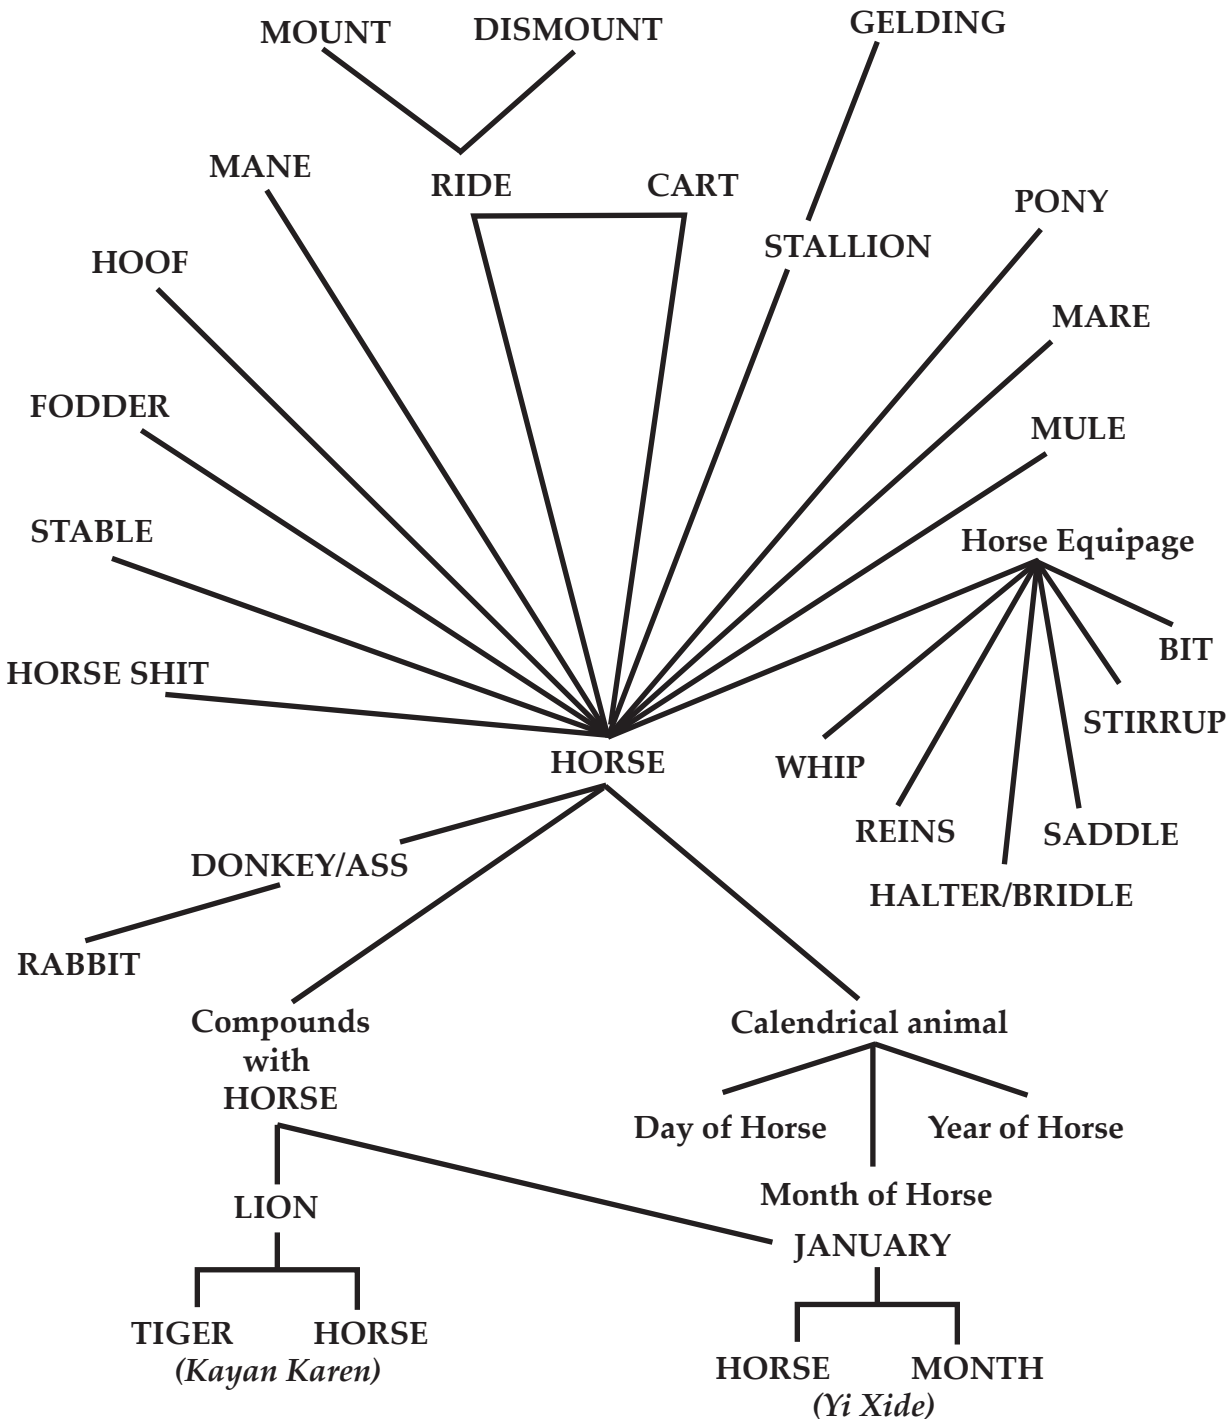 MOUNT
DISMOUNT
GELDING
MANE
RIDE
CART
PONY
STALLION
HOOF
MARE
FODDER
MULE
STABLE
Horse Equipage
BIT
HORSE SHIT
STIRRUP
HORSE
WHIP
REINS
SADDLE
DONKEY/ASS
HALTER/BRIDLE
RABBIT
Compounds
with
HORSE
Calendrical animal
Day of Horse
Year of Horse
Month of Horse
LION
JANUARY
TIGER
HORSE
(Kayan Karen)
HORSE
MONTH
(Yi Xide)